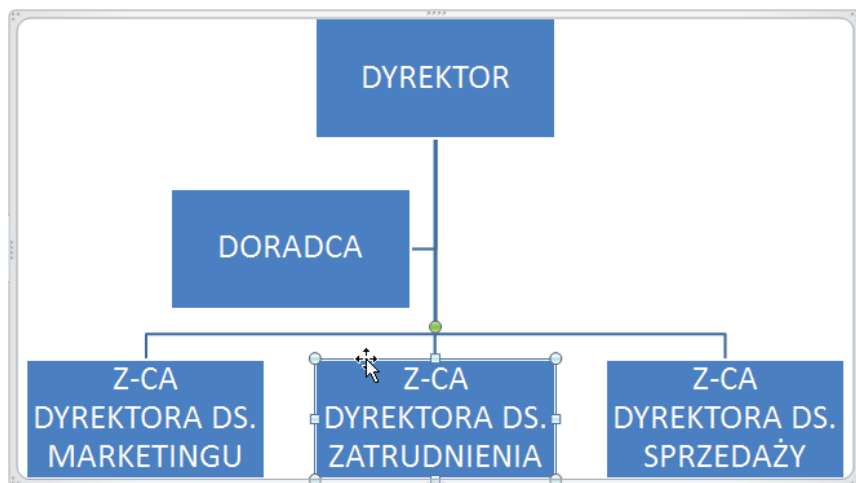 DYREKTOR
DORADCA
Z-CA
DYREKTORA DS.
MARKETINGU
Z-CA
DYREKTORA DS.
ZATRUDNIENIA
Z-CA
DYREKTORA DS.
SPRZEDAŻY